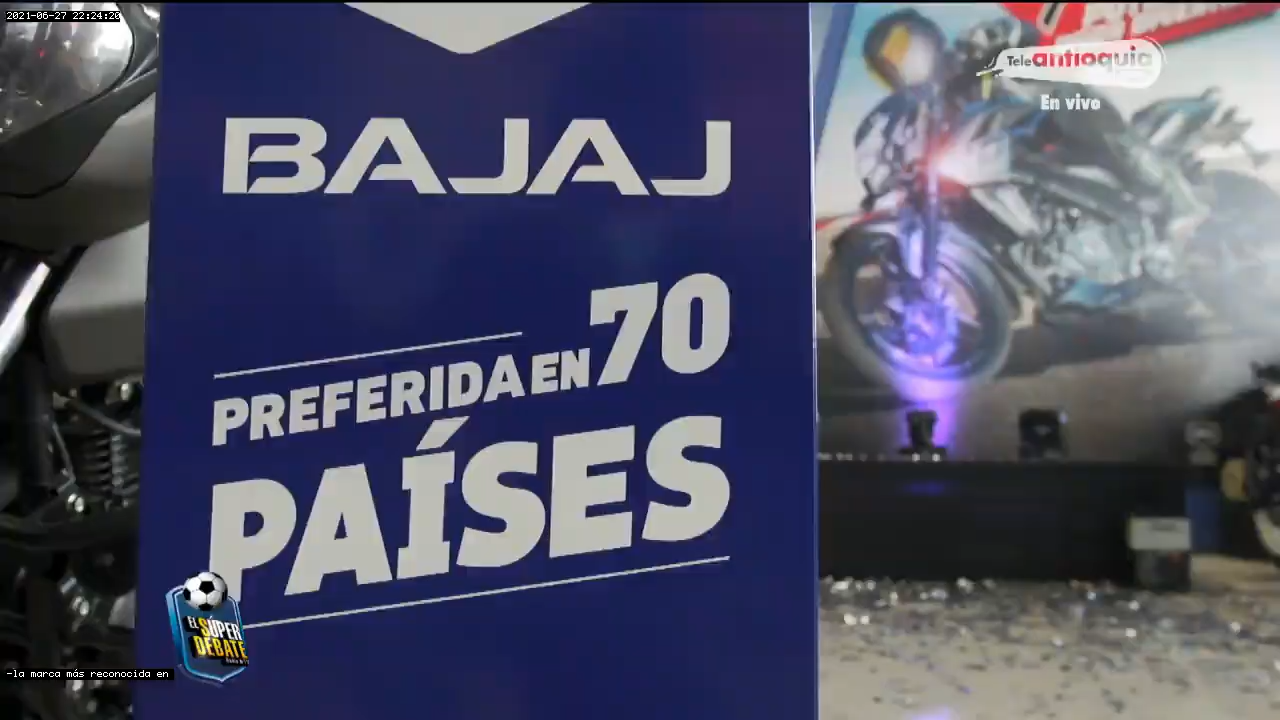 2021-06-27 22:24:20
Teleantioquia
En vivo
BAJAJ
PREFERIDA EN 70
PAÍSES
EL SÚPER
DEBATE
-la marca más reconocida en